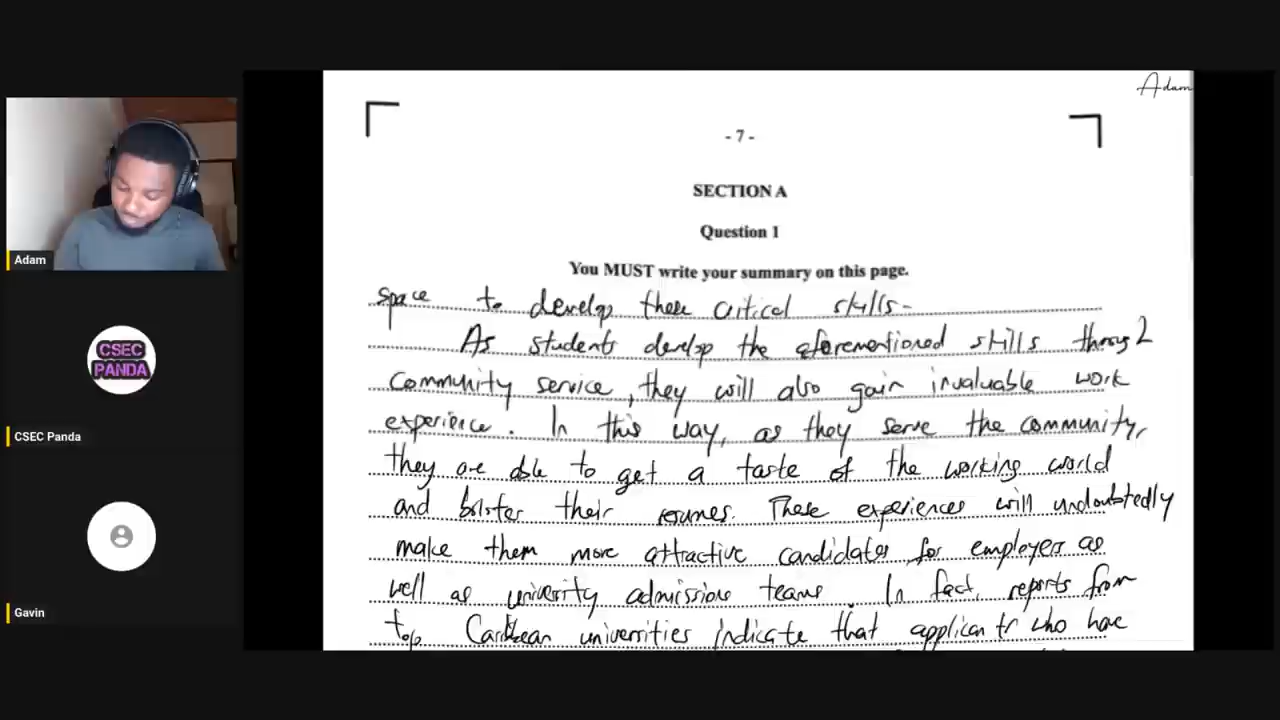 Adam
- 7 -
SECTION A
Question 1
You MUST write your summary on this page.
space to develop these critical skills.
As students develop the aforementioned skills through
community service, they will also gain invaluable work
experience. In this way, as they serve the community,
they are able to get a taste of the working world
and bolster their resumes. These experiences will undoubtedly
make them more attractive candidates for employers as
well as university admissions teams. In fact, reports from
top Caribbean universities indicate that applicants who have
Adam
CSEC
PANDA
CSEC Panda
Gavin